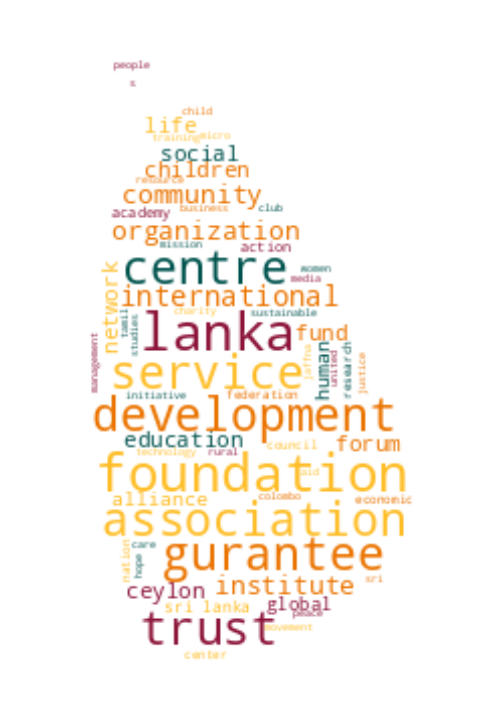 people
s
child
life
training micro
social
children
resource
community
academy business club
organization
mission action
centre women
media
network international
charity sustainable
tamil studies lanka fund
management service jaffna human united research justice
initiative federation
development
education forum
technology rural council
foundation
aid
alliance colombo economic
association
gurantee
nation care hope
sri
ceylon institute
sri lanka global
peace
trust movement
center